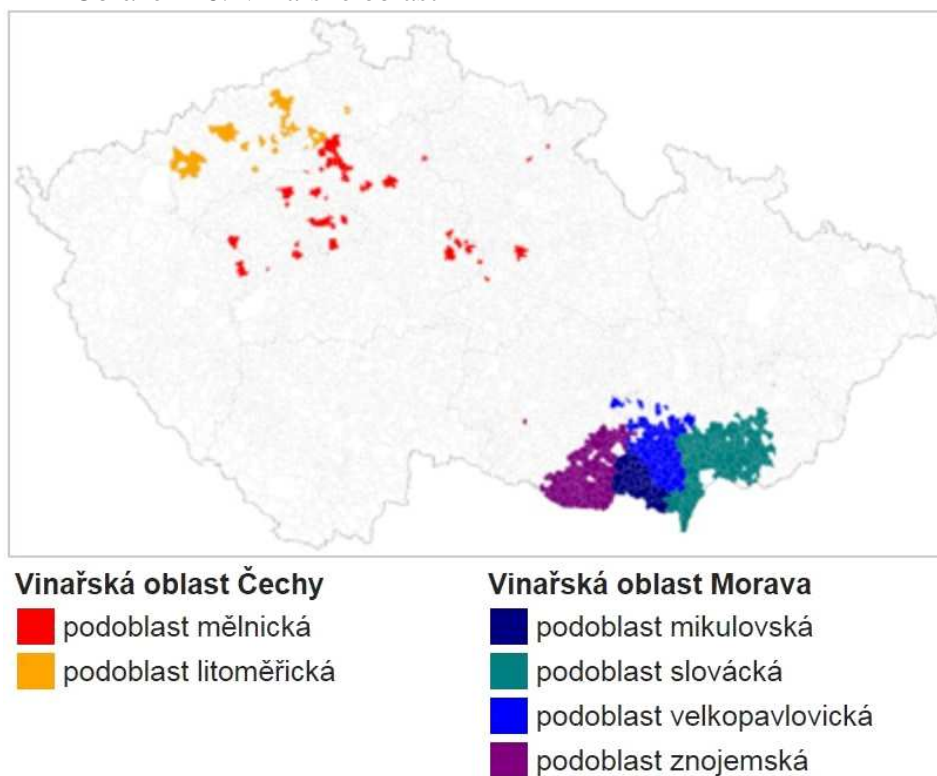 Vinařská oblast Čechy
podoblast mělnická
podoblast litoměřická
Vinařská oblast Morava
podoblast mikulovská
podoblast slovácká
podoblast velkopavlovická
podoblast znojemská